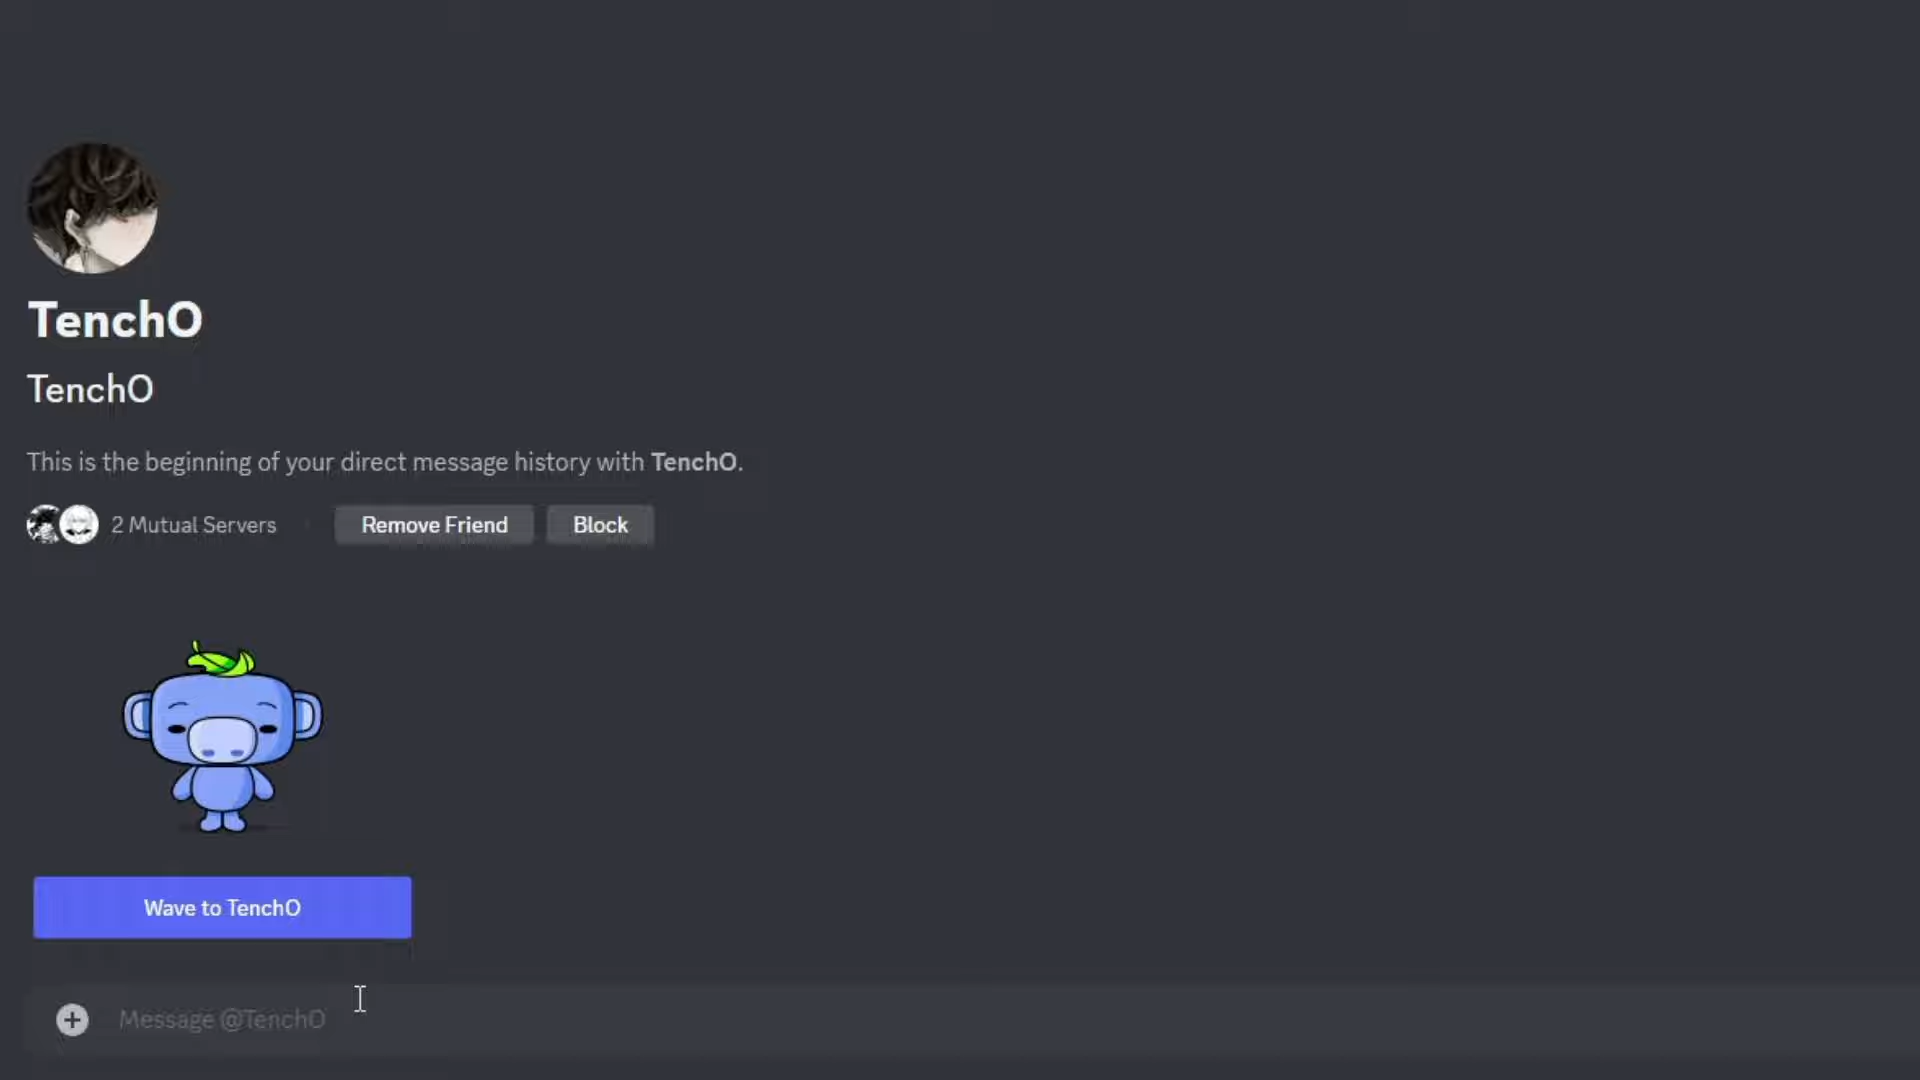 TenchO
TenchO
This is the beginning of your direct message history with TenchO.
2 Mutual Servers
Remove Friend
Block
Wave to TenchO
Message @TenchO